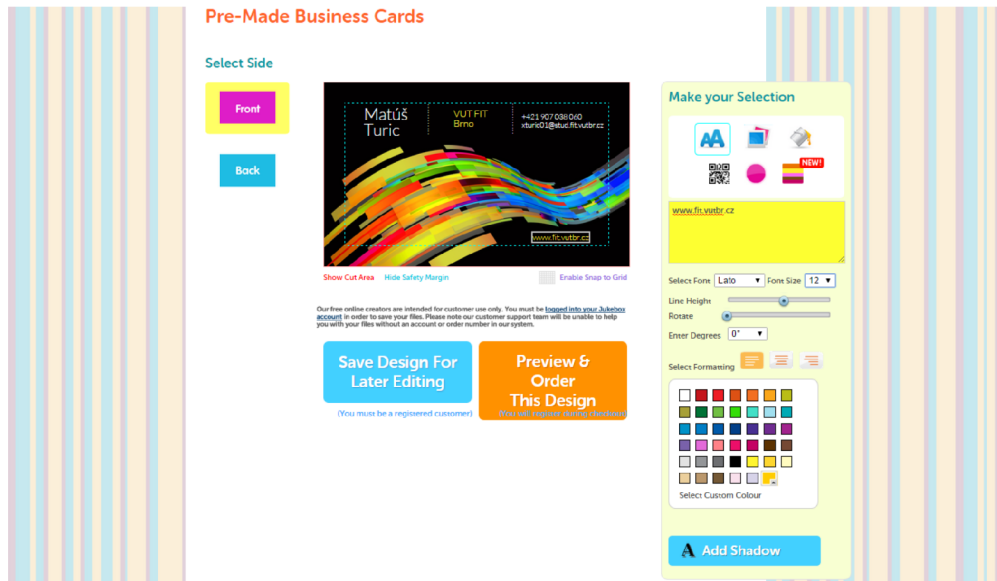 Pre-Made Business Cards
Select Side
Front
Back
Matúš
Turic
VUT FIT
Brno
+421 907 038 060
xturic01@stud.fit.vutbr.cz
www.fit.vutbr.cz
Show Cut Area Hide Safety Margin Enable Snap to Grid
Our free online creators are intended for customer use only. You must be logged into your Jukebox
account in order to save your files. Please note our customer support team will be unable to help
you with your files without an account or order number in our system.
Save Design For
Later Editing
(You must be a registered customer)
Preview &
Order
This Design
Make your Selection
AA
NEW!
www.fit.vutbr.cz
Select Font Lato Font Size 12
Line Height
Rotate
Enter Degrees 0°
Select Formatting
Select Custom Colour
A Add Shadow